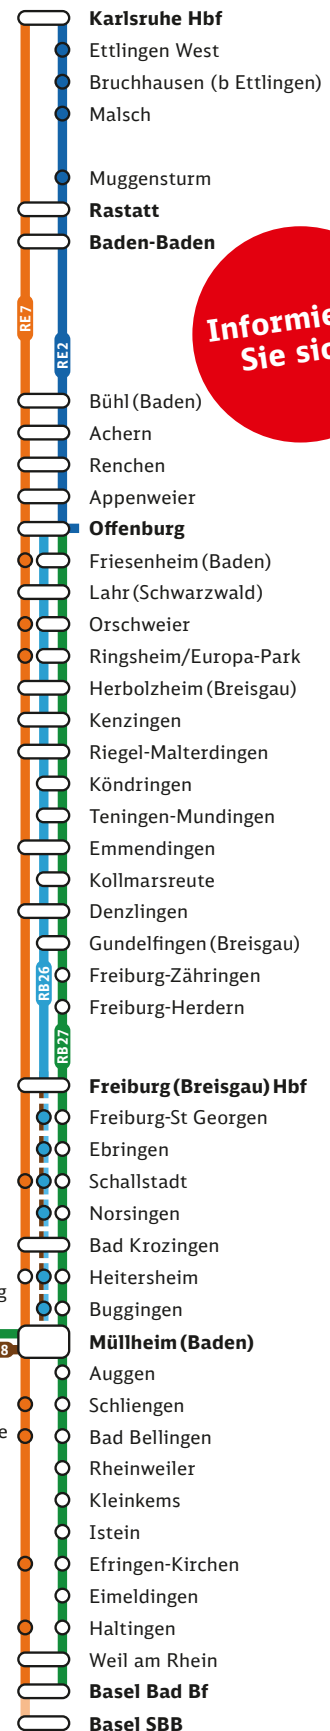 Karlsruhe Hbf
Ettlingen West
Bruchhausen (b Ettlingen)
Malsch
Muggensturm
Rastatt
Baden-Baden
RE 7
RE2
Sie
Bühl (Baden)
Achern
Renchen
Appenweier
Offenburg
Friesenheim (Baden)
Lahr (Schwarzwald)
Orschweier
Ringsheim/Europa-Park
Herbolzheim (Breisgau)
Kenzingen
Riegel-Malterdingen
Köndringen
Teningen-Mundingen
Emmendingen
Kollmarsreute
Denzlingen
Gundelfingen (Breisgau)
RB 26
Freiburg-Zähringen
Freiburg-Herdern
RB 27
Freiburg (Breisgau) Hbf
Freiburg-St Georgen
Ebringen
Schallstadt
Norsingen
Bad Krozingen
Heitersheim
Buggingen
Müllheim (Baden)
Auggen
Schliengen
Bad Bellingen
Rheinweiler
Kleinkems
Istein
Efringen-Kirchen
Eimeldingen
Haltingen
Weil am Rhein
Basel Bad Bf
Basel SBB